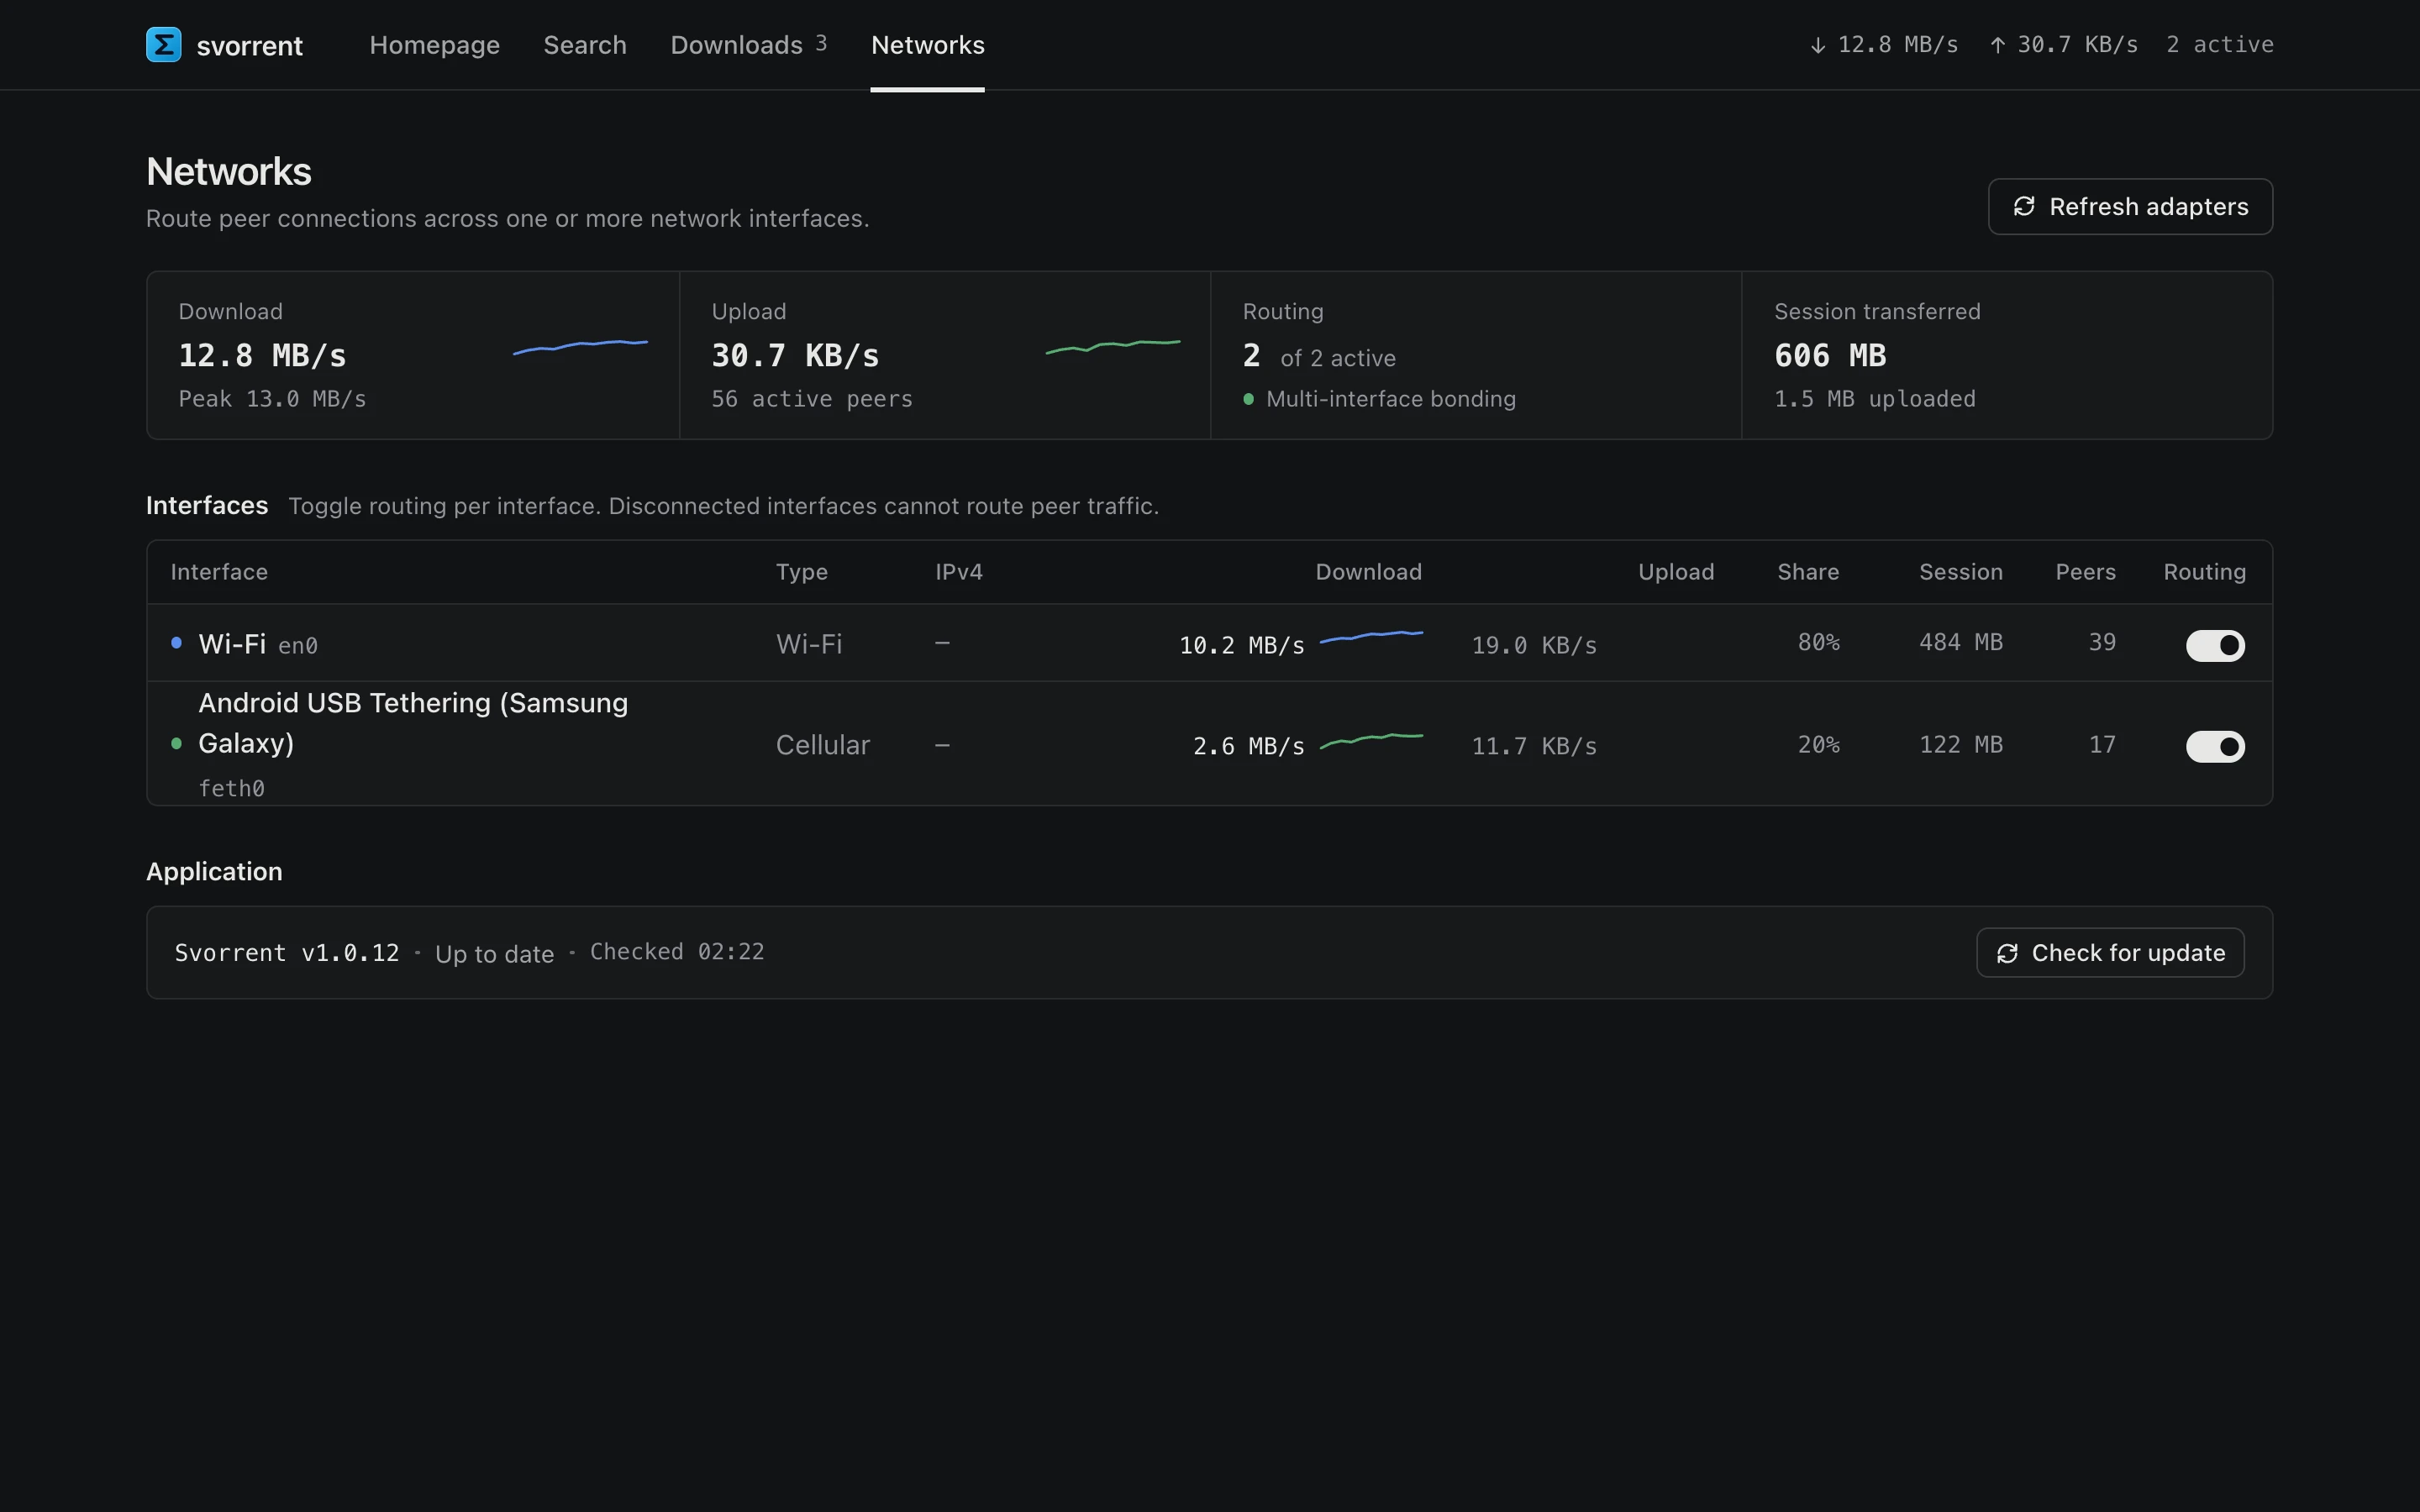 svorrent Homepage Search Downloads 3 Networks ↓ 12.8 MB/s ↑ 30.7 KB/s 2 active
Networks
Route peer connections across one or more network interfaces.
Refresh adapters
Download Upload Routing Session transferred
12.8 MB/s 30.7 KB/s 2 of 2 active 606 MB
Peak 13.0 MB/s 56 active peers Multi-interface bonding 1.5 MB uploaded
Interfaces Toggle routing per interface. Disconnected interfaces cannot route peer traffic.
Interface Type IPv4 Download Upload Share Session Peers Routing
Wi-Fi en0 Wi-Fi — 10.2 MB/s 19.0 KB/s 80% 484 MB 39
Android USB Tethering (Samsung
Galaxy) Cellular — 2.6 MB/s 11.7 KB/s 20% 122 MB 17
feth0
Application
Svorrent v1.0.12 · Up to date · Checked 02:22 Check for update